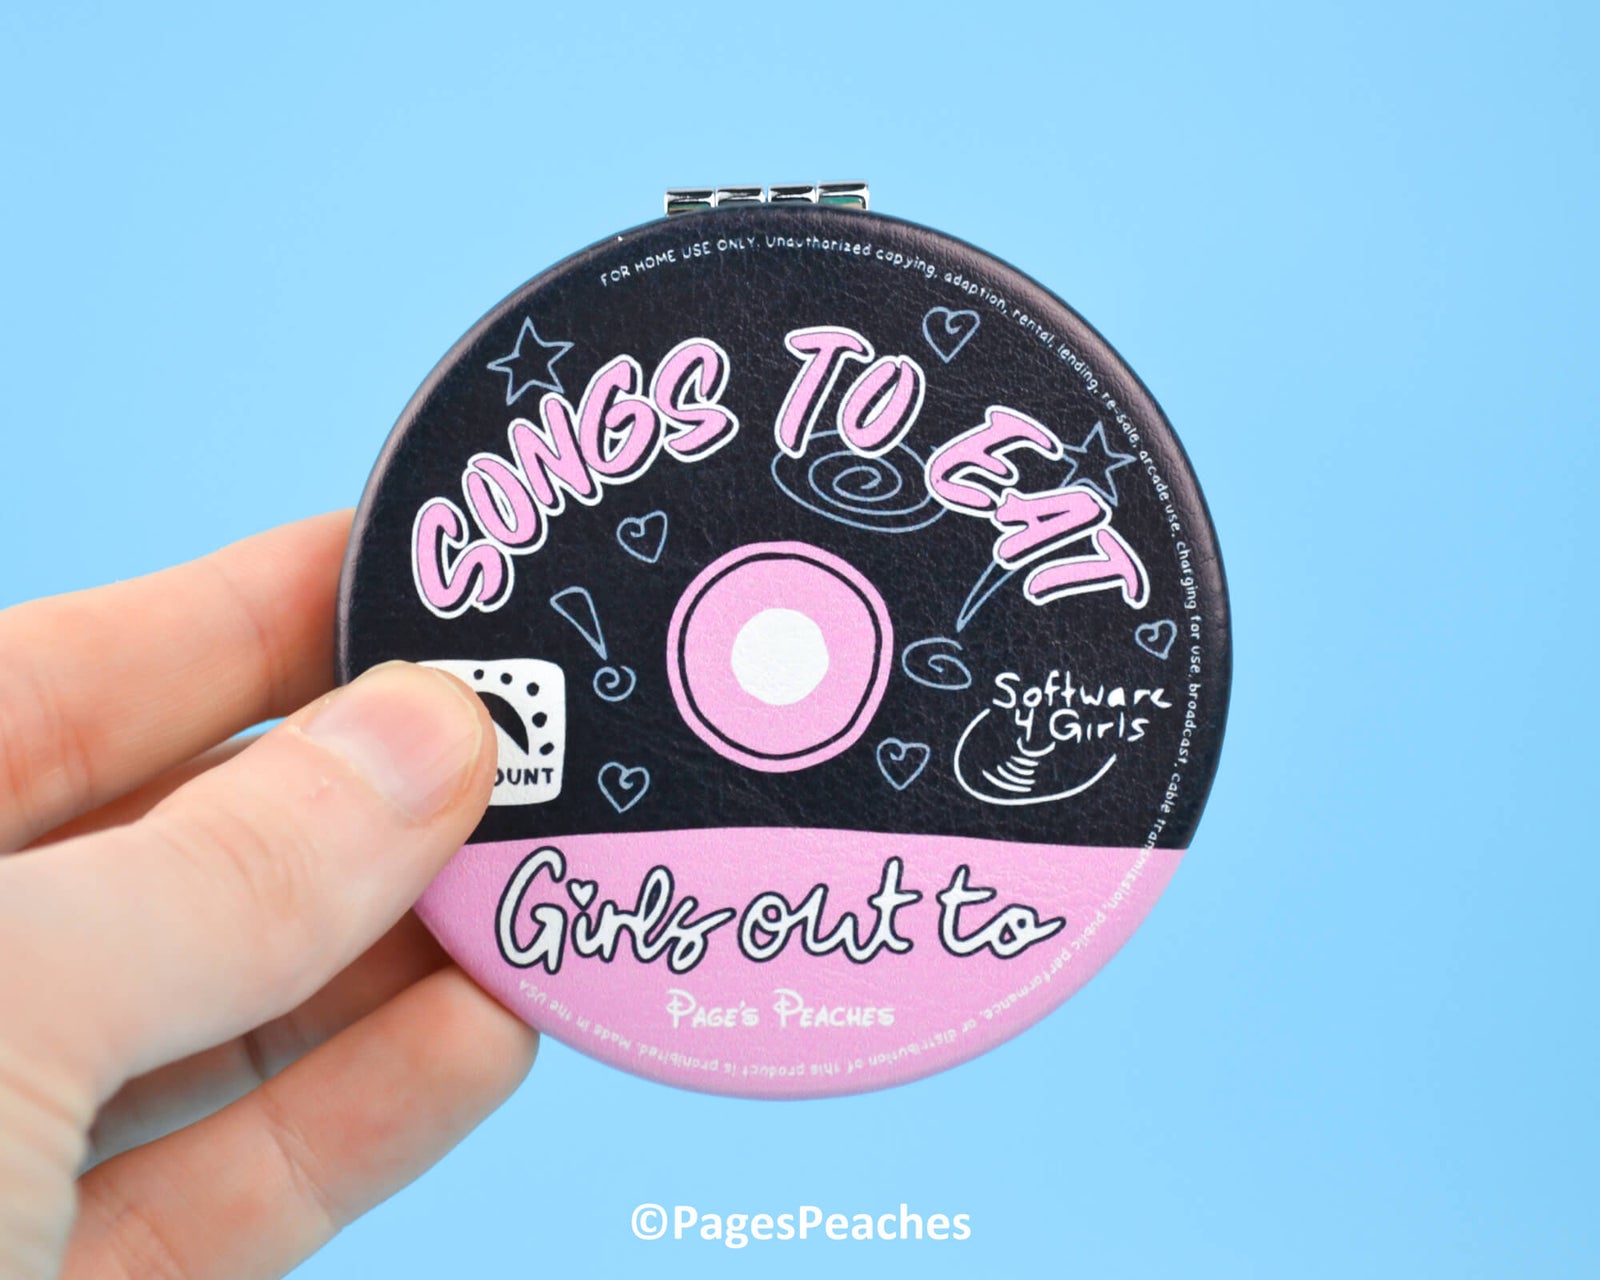 FOR HOME USE ONLY. Unauthorized copying, adaption, rental, lending, re-sale, arcade use, charging for use, broadcast, cable transmission, public performance, or distribution of this product is prohibited. Made in the USA
SONGS TO EAT
Software
4 Girls
OUNT
Girls out to
PAGE'S PEACHES
©PagesPeaches